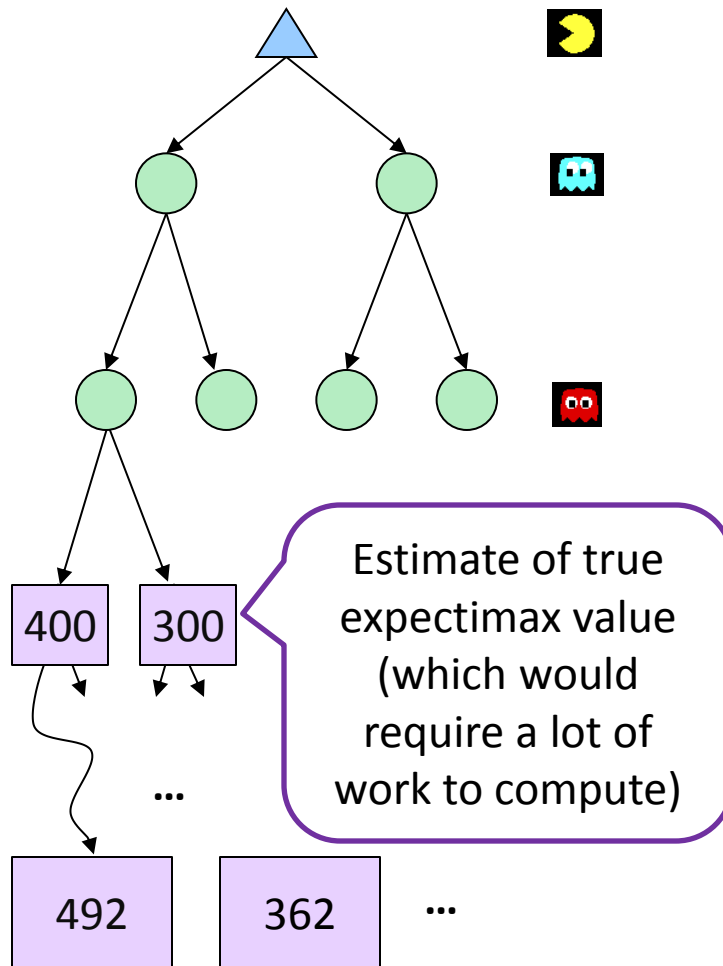 Estimate of true
expectimax value
(which would
400 300
require a lot of
work to compute)
...
492 362 ...